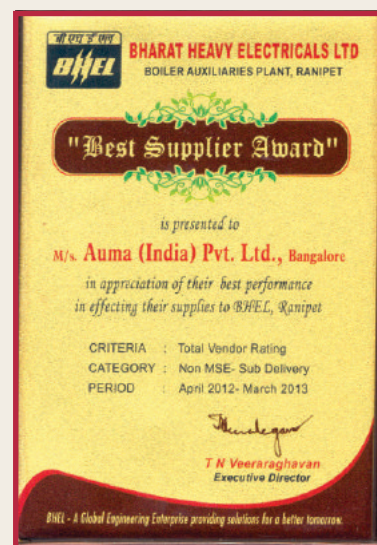 बी एच ई एल
BHEL
BHARAT HEAVY ELECTRICALS LTD
BOILER AUXILIARIES PLANT, RANIPET
"Best Supplier Award"
is presented to
M/s. Auma (India) Pvt. Ltd., Bangalore
in appreciation of their best performance
in effecting their supplies to BHEL, Ranipet
CRITERIA : Total Vendor Rating
CATEGORY : Non MSE- Sub Delivery
PERIOD : April 2012- March 2013
T N Veeraraghavan
Executive Director
BHEL - A Global Engineering Enterprise providing solutions for a better tomorrow.